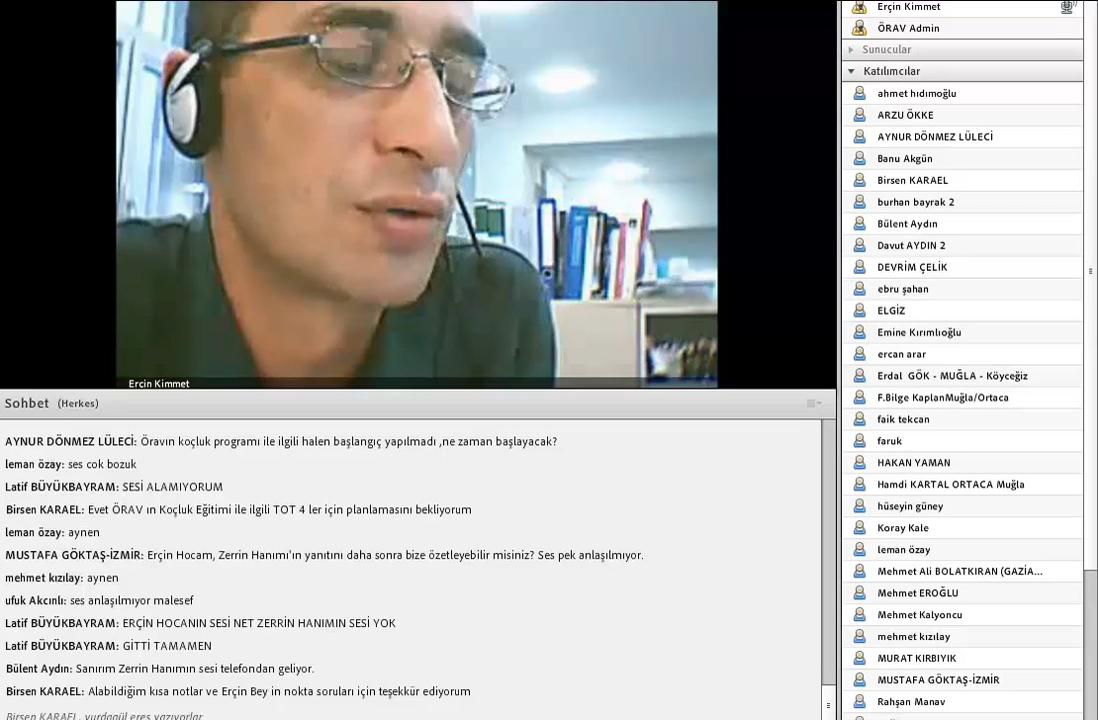 Erçin Kimmet
Erçin Kimmet
ÖRAV Admin
Sunucular
Katılımcılar
ahmet hıdımoğlu
ARZU ÖKKE
AYNUR DÖNMEZ LÜLECİ
Banu Akgün
Birsen KARAEL
burhan bayrak 2
Bülent Aydın
Davut AYDIN 2
DEVRİM ÇELİK
ebru şahan
ELGİZ
Emine Kırımlıoğlu
ercan arar
Erdal GÖK - MUĞLA - Köyceğiz
F.Bilge KaplanMuğla/Ortaca
faik tekcan
faruk
HAKAN YAMAN
Hamdi KARTAL ORTACA Muğla
hüseyin güney
Koray Kale
leman özay
Mehmet Ali BOLATKIRAN (GAZİA...
Mehmet EROĞLU
Mehmet Kalyoncu
mehmet kızılay
MURAT KIRBIYIK
MUSTAFA GÖKTAŞ-İZMİR
Rahşan Manav
Sohbet (Herkes)
AYNUR DÖNMEZ LÜLECİ: Öravın koçluk programı ile ilgili halen başlangıç yapılmadı ,ne zaman başlayacak?
leman özay: ses cok bozuk
Latif BÜYÜKBAYRAM: SESİ ALAMIYORUM
Birsen KARAEL: Evet ÖRAV ın Koçluk Eğitimi ile ilgili TOT 4 ler için planlamasını bekliyorum
leman özay: aynen
MUSTAFA GÖKTAŞ-İZMİR: Erçin Hocam, Zerrin Hanımı'ın yanıtını daha sonra bize özetleyebilir misiniz? Ses pek anlaşılmıyor.
mehmet kızılay: aynen
ufuk Akcınlı: ses anlaşılmıyor malesef
Latif BÜYÜKBAYRAM: ERÇİN HOCANIN SESİ NET ZERRİN HANIMIN SESİ YOK
Latif BÜYÜKBAYRAM: GİTTİ TAMAMEN
Bülent Aydın: Sanırım Zerrin Hanımın sesi telefondan geliyor.
Birsen KARAEL: Alabildiğim kısa notlar ve Erçin Bey in nokta soruları için teşekkür ediyorum
Birsen KARAEL, yurdagül eres yazıyorlar